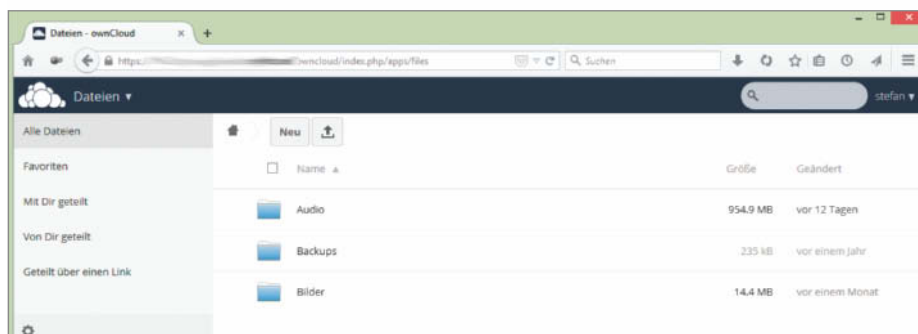 Dateien - ownCloud
https:
owncloud/index.php/apps/files
Suchen
Dateien
stefan
Alle Dateien
Neu
Favoriten
Name
Größe
Geändert
Mit Dir geteilt
Audio
954.9 MB
vor 12 Tagen
Von Dir geteilt
Backups
235 kB
vor einem Jahr
Geteilt über einen Link
Bilder
14.4 MB
vor einem Monat